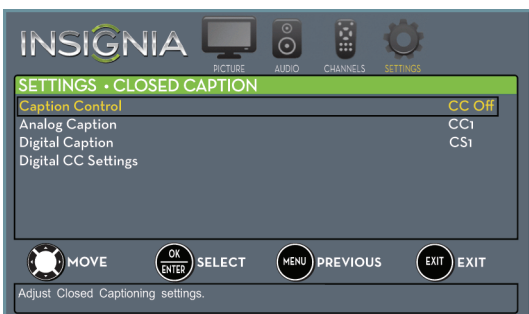 INSIGNIA
PICTURE AUDIO CHANNELS SETTINGS
SETTINGS • CLOSED CAPTION
Caption Control CC Off
Analog Caption CC1
Digital Caption CS1
Digital CC Settings
MOVE OK ENTER SELECT MENU PREVIOUS EXIT EXIT
Adjust Closed Captioning settings.